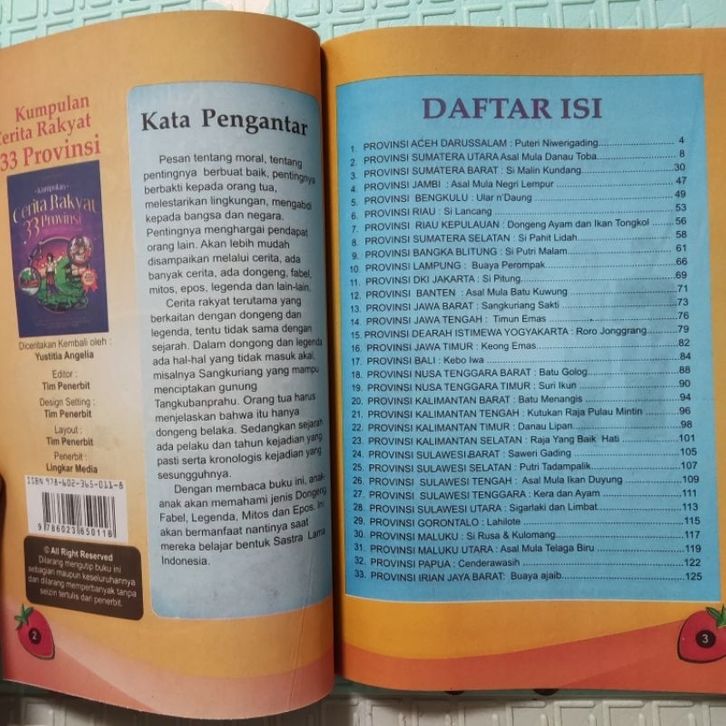 Kumpulan
Cerita Rakyat
33 Provinsi
Kumpulan
Cerita Rakyat
33 Provinsi
Diceritakan Kembali oleh :
Yustitia Angelia
Editor :
Tim Penerbit
Design Setting :
Tim Penerbit
Layout :
Tim Penerbit
Penerbit :
Lingkar Media
ISBN 978-602-365-011-8
9 786023 650118
© All Right Reserved
Dilarang mengutip buku ini
sebagian maupun keseluruhannya
dan dilarang memperbanyak tanpa
seizin tertulis dari penerbit.
2
Kata Pengantar
Pesan tentang moral, tentang
pentingnya berbuat baik, pentingnya
berbakti kepada orang tua,
melestarikan lingkungan, mengabdi
kepada bangsa dan negara.
Pentingnya menghargai pendapat
orang lain. Akan lebih mudah
disampaikan melalui cerita, ada
banyak cerita, ada dongeng, fabel,
mitos, epos, legenda dan lain-lain.
Cerita rakyat terutama yang
berkaitan dengan dongeng dan
legenda, tentu tidak sama dengan
sejarah. Dalam dongeng dan legenda
ada hal-hal yang tidak masuk akal,
misalnya Sangkuriang yang mampu
menciptakan gunung
Tangkubanprahu. Orang tua harus
menjelaskan bahwa itu hanya
dongeng belaka. Sedangkan sejarah
ada pelaku dan tahun kejadian yang
pasti serta kronologis kejadian yang
sesungguhnya.
Dengan membaca buku ini, anak-
anak akan memahami jenis Dongeng
Fabel, Legenda, Mitos dan Epos. Ini
akan bermanfaat nantinya saat
mereka belajar bentuk Sastra Lama
Indonesia.
DAFTAR ISI
1. PROVINSI ACEH DARUSSALAM : Puteri Niwerigading..... 4
2. PROVINSI SUMATERA UTARA Asal Mula Danau Toba..... 8
3. PROVINSI SUMATERA BARAT : Si Malin Kundang..... 30
4. PROVINSI JAMBI : Asal Mula Negri Lempur..... 47
5. PROVINSI BENGKULU : Ular n'Daung..... 49
6. PROVINSI RIAU : Si Lancang..... 53
7. PROVINSI RIAU KEPULAUAN : Dongeng Ayam dan Ikan Tongkol..... 56
8. PROVINSI SUMATERA SELATAN : Si Pahit Lidah..... 58
9. PROVINSI BANGKA BLITUNG : Si Putri Malam..... 61
10. PROVINSI LAMPUNG : Buaya Perompak..... 66
11. PROVINSI DKI JAKARTA : Si Pitung..... 69
12. PROVINSI BANTEN : Asal Mula Batu Kuwung..... 71
13. PROVINSI JAWA BARAT : Sangkuriang Sakti..... 73
14. PROVINSI JAWA TENGAH : Timun Emas..... 76
15. PROVINSI DEARAH ISTIMEWA YOGYAKARTA : Roro Jonggrang..... 79
16. PROVINSI JAWA TIMUR : Keong Emas..... 82
17. PROVINSI BALI : Kebo Iwa..... 84
18. PROVINSI NUSA TENGGARA BARAT : Batu Golog..... 88
19. PROVINSI NUSA TENGGARA TIMUR : Suri Ikun..... 90
20. PROVINSI KALIMANTAN BARAT : Batu Menangis..... 94
21. PROVINSI KALIMANTAN TENGAH : Kutukan Raja Pulau Mintin..... 96
22. PROVINSI KALIMANTAN TIMUR : Danau Lipan..... 98
23. PROVINSI KALIMANTAN SELATAN : Raja Yang Baik Hati..... 101
24. PROVINSI SULAWESI BARAT : Saweri Gading..... 105
25. PROVINSI SULAWESI SELATAN : Putri Tadampalik..... 107
26. PROVINSI SULAWESI TENGAH : Asal Mula Ikan Duyung..... 109
27. PROVINSI SULAWESI TENGGARA : Kera dan Ayam..... 111
28. PROVINSI SULAWESI UTARA : Sigarlaki dan Limbat..... 113
29. PROVINSI GORONTALO : Lahilote..... 115
30. PROVINSI MALUKU : Si Rusa & Kulomang..... 117
31. PROVINSI MALUKU UTARA : Asal Mula Telaga Biru..... 119
32. PROVINSI PAPUA : Cenderawasih..... 122
33. PROVINSI IRIAN JAYA BARAT: Buaya ajaib..... 125
3